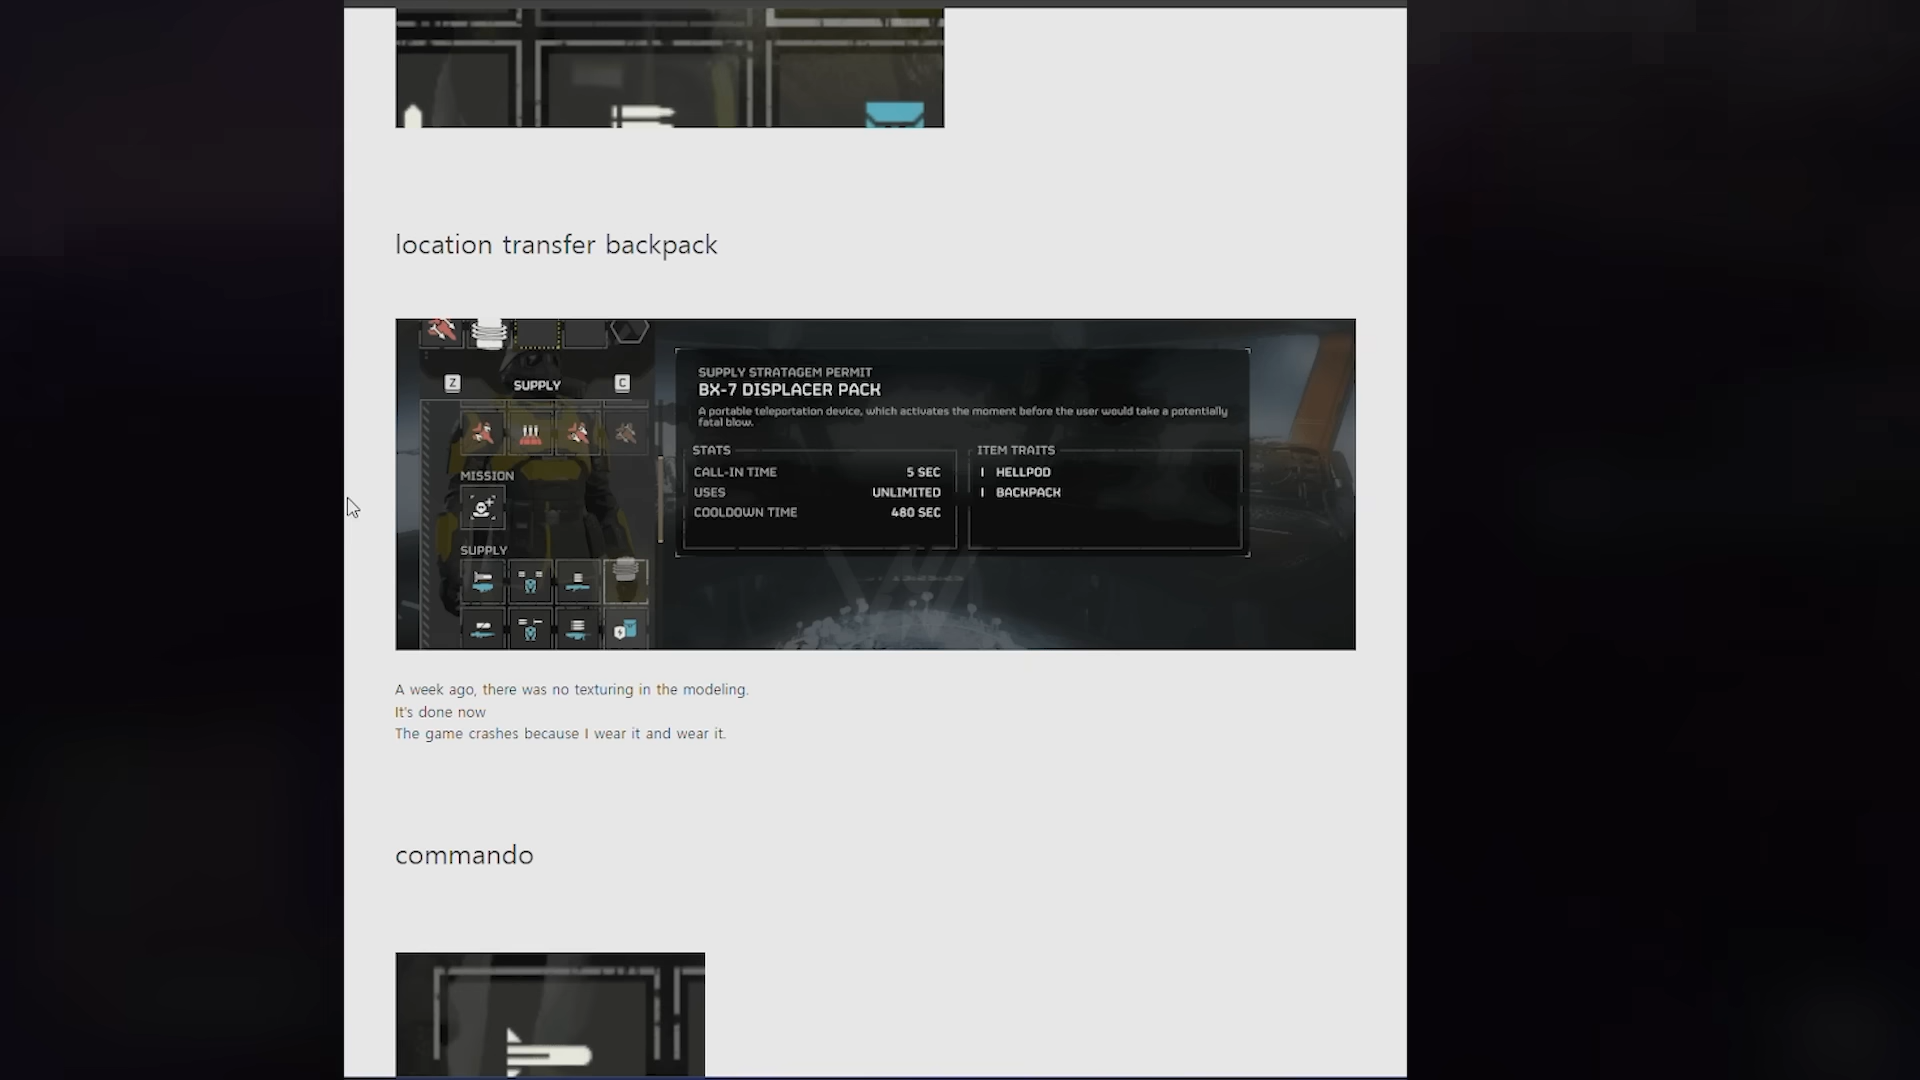 location transfer backpack
Z
SUPPLY
C
MISSION
SUPPLY
SUPPLY STRATAGEM PERMIT
BX-7 DISPLACER PACK
A portable teleportation device, which activates the moment before the user would take a potentially
fatal blow.
STATS
CALL-IN TIME 5 SEC
USES UNLIMITED
COOLDOWN TIME 480 SEC
ITEM TRAITS
I HELLPOD
I BACKPACK
A week ago, there was no texturing in the modeling.
It's done now
The game crashes because I wear it and wear it.
commando